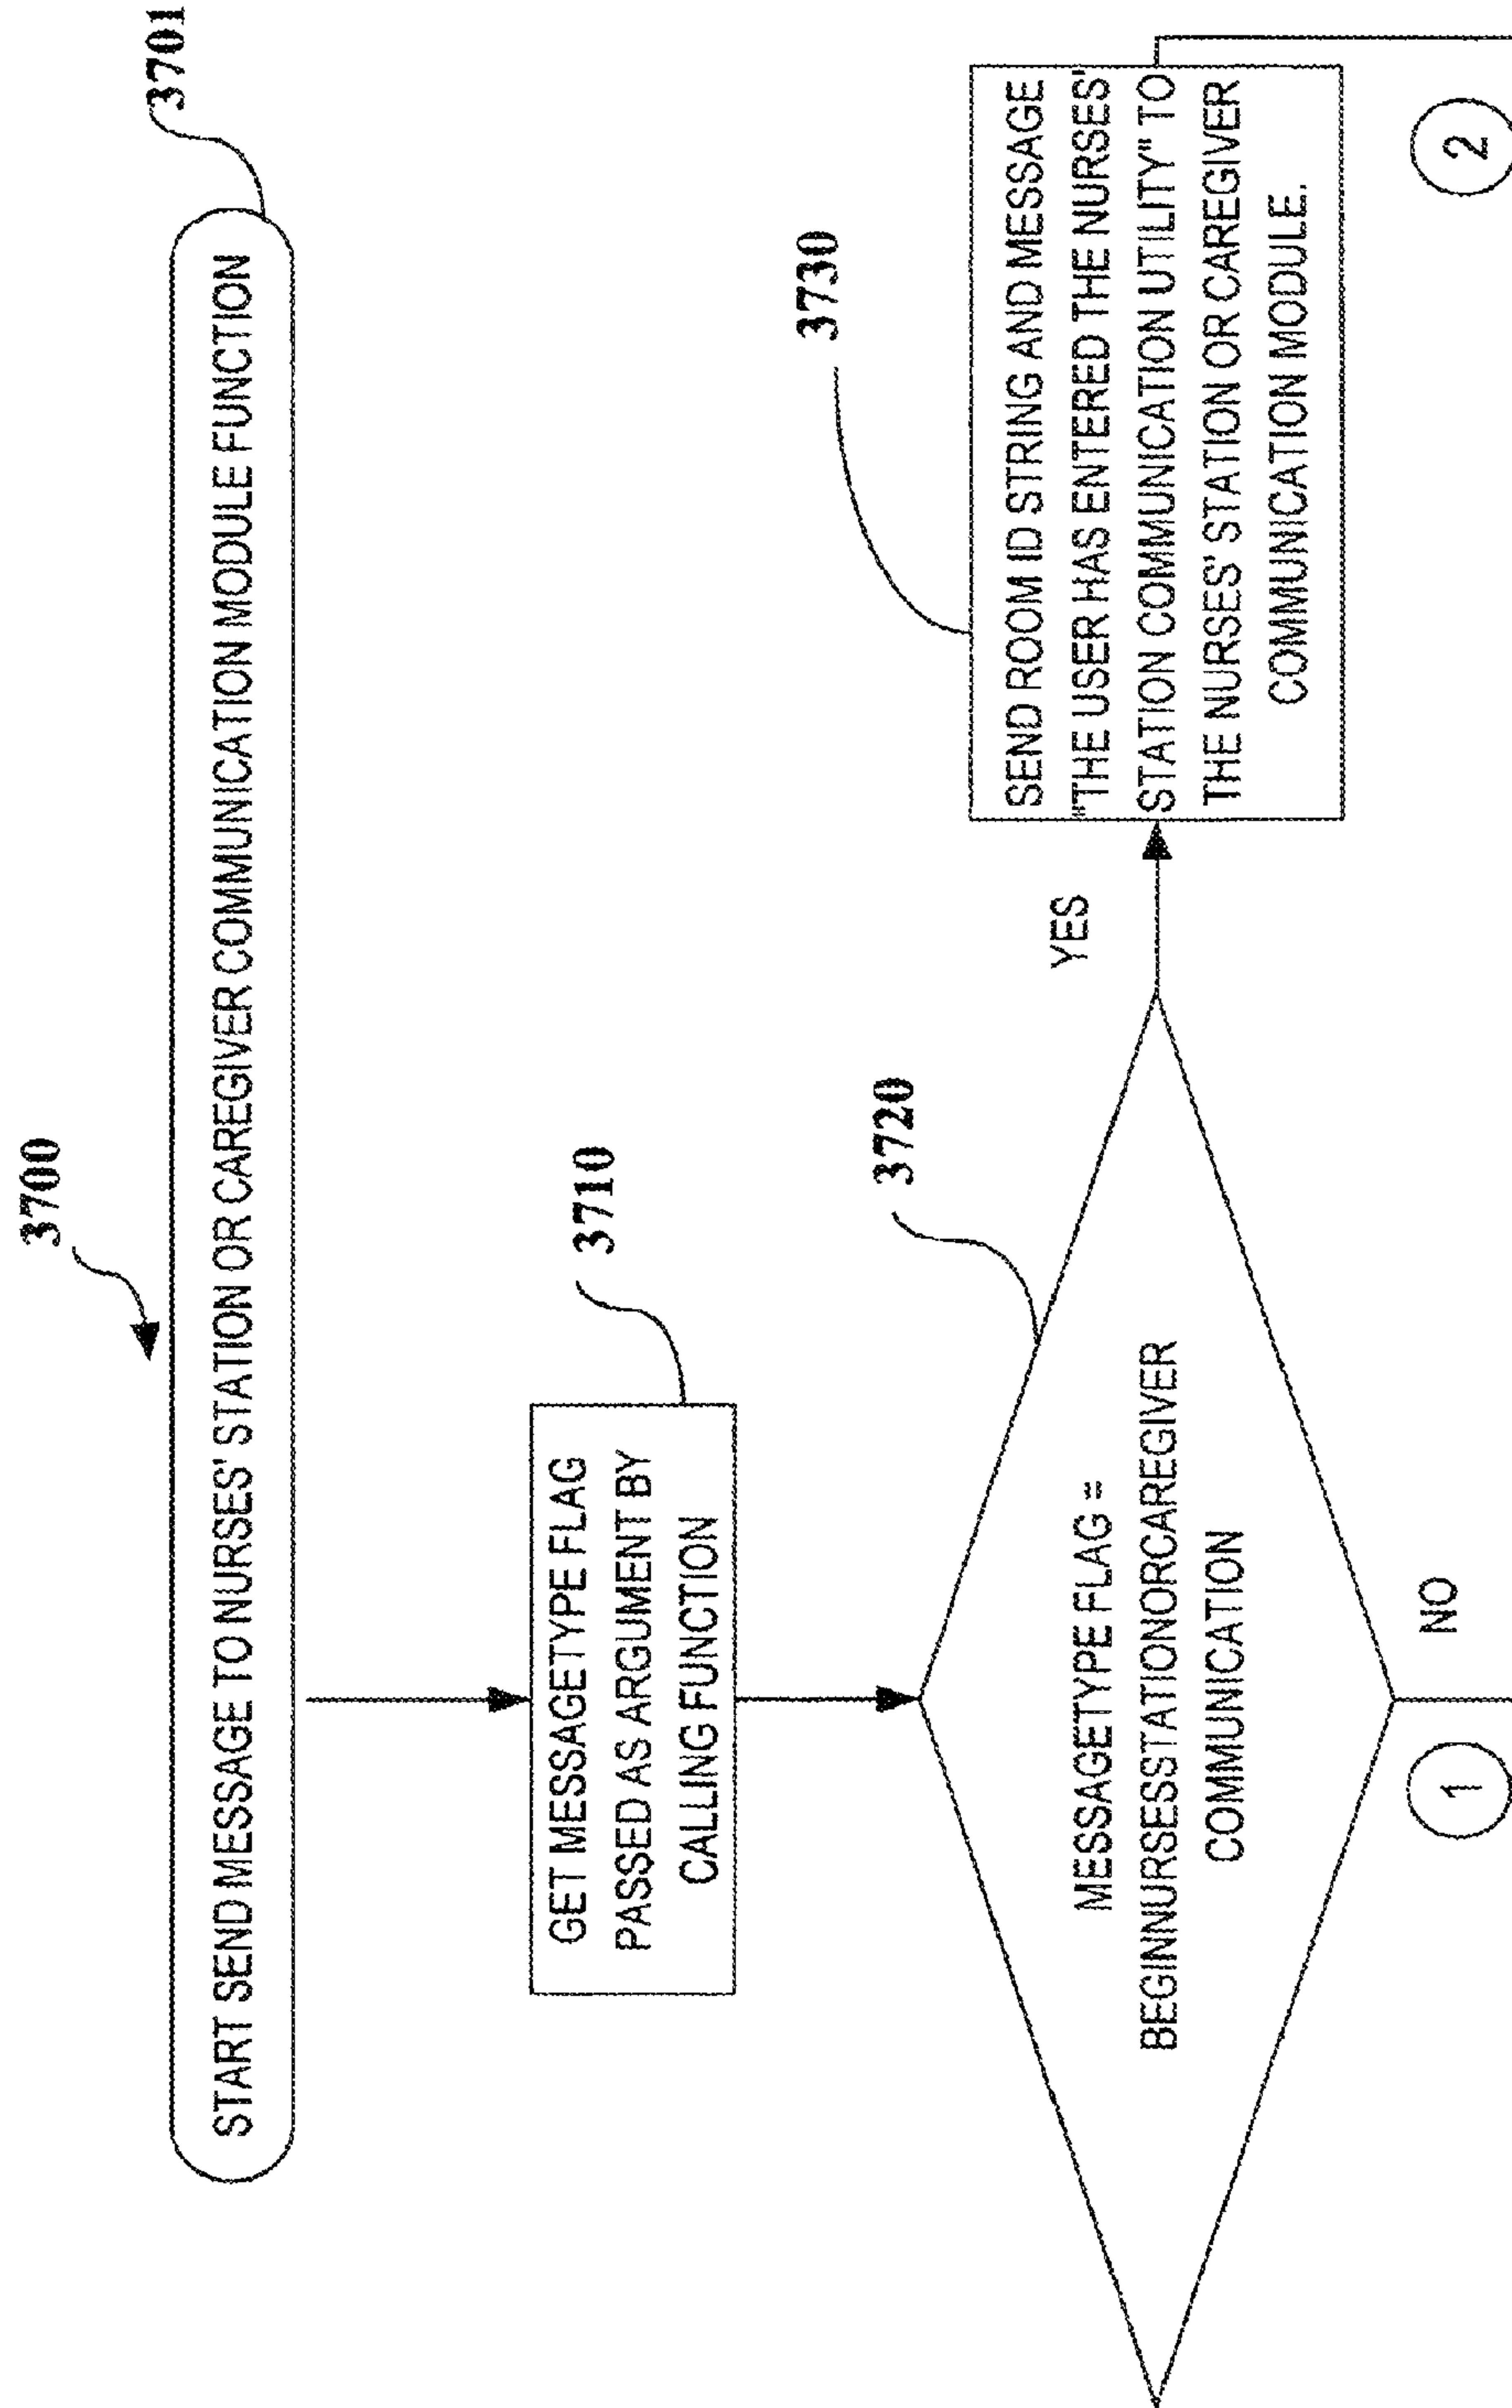 3700
3701
START SEND MESSAGE TO NURSES' STATION OR CAREGIVER COMMUNICATION MODULE FUNCTION
3710
GET MESSAGETYPE FLAG
PASSED AS ARGUMENT BY
CALLING FUNCTION
3720
MESSAGETYPE FLAG =
BEGINNURSESSTATIONORCAREGIVER
COMMUNICATION
YES
3730
SEND ROOM ID STRING AND MESSAGE
"THE USER HAS ENTERED THE NURSES'
STATION COMMUNICATION UTILITY" TO
THE NURSES' STATION OR CAREGIVER
COMMUNICATION MODULE.
1
NO
2